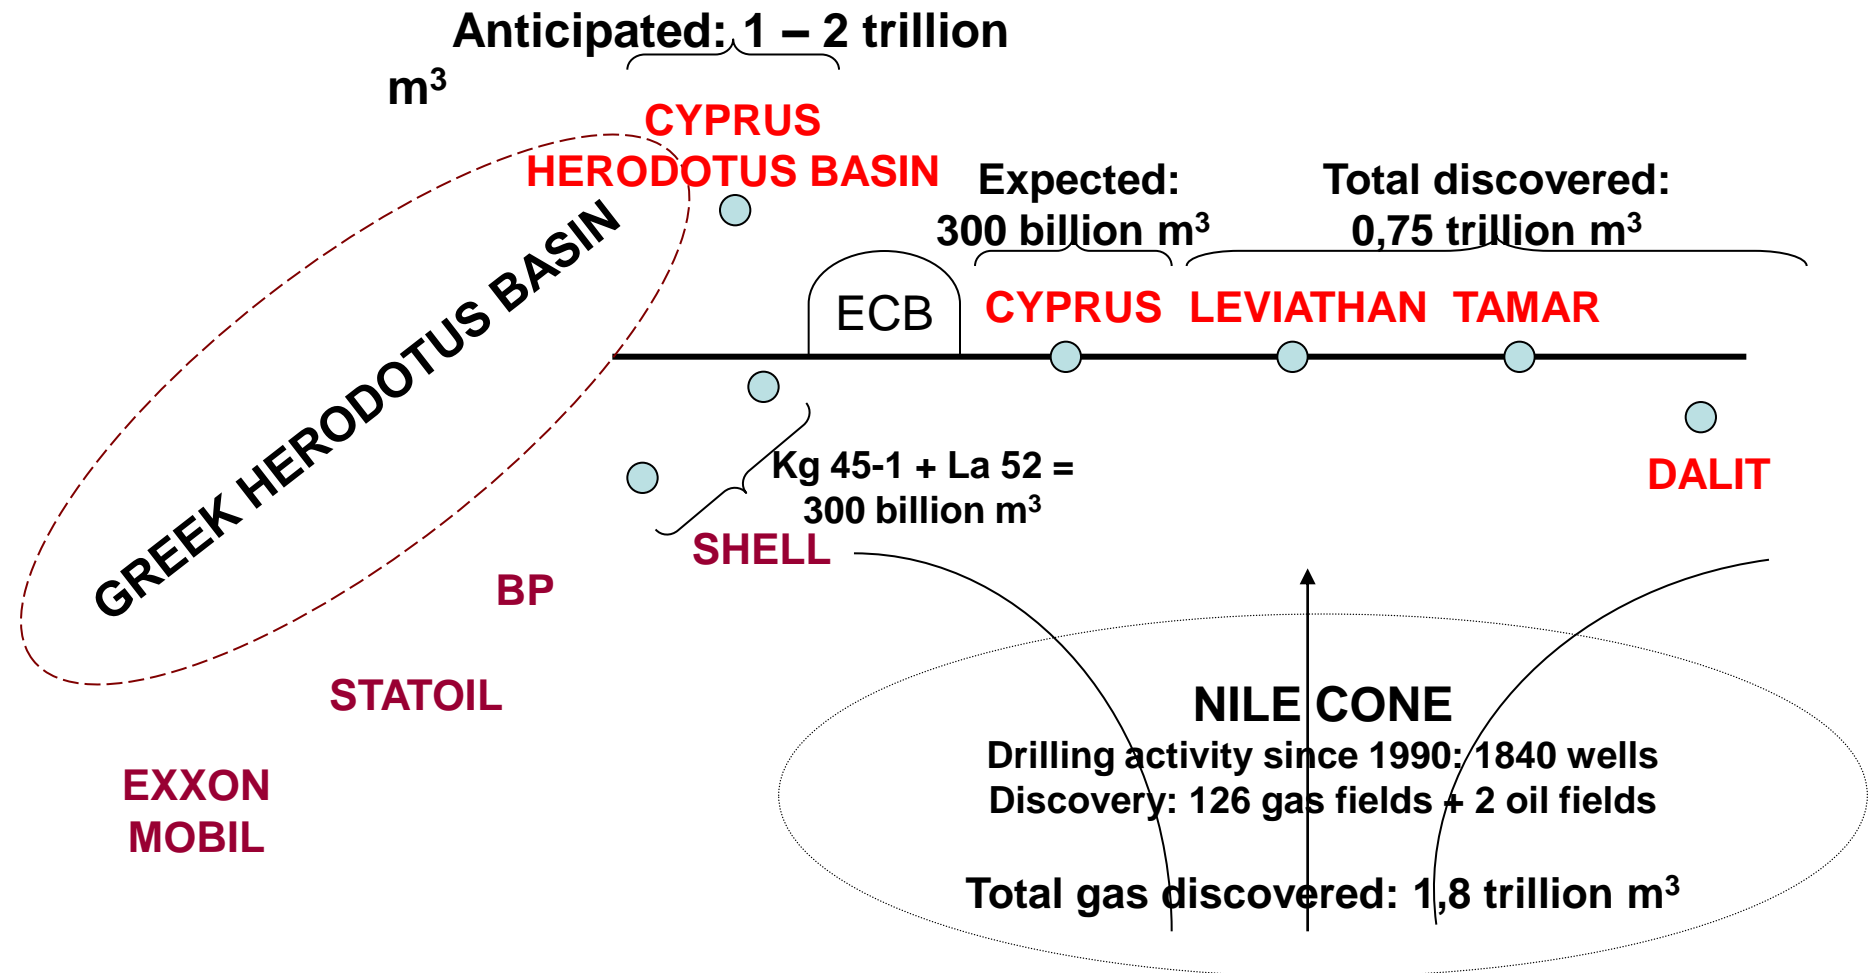 Anticipated: 1 – 2 trillion
m³
CYPRUS
HERODOTUS BASIN
Expected:
300 billion m³
Total discovered:
0,75 trillion m³
GREEK HERODOTUS BASIN
ECB
CYPRUS
LEVIATHAN
TAMAR
Kg 45-1 + La 52 =
300 billion m³
DALIT
SHELL
BP
STATOIL
EXXON
MOBIL
NILE CONE
Drilling activity since 1990: 1840 wells
Discovery: 126 gas fields + 2 oil fields
Total gas discovered: 1,8 trillion m³